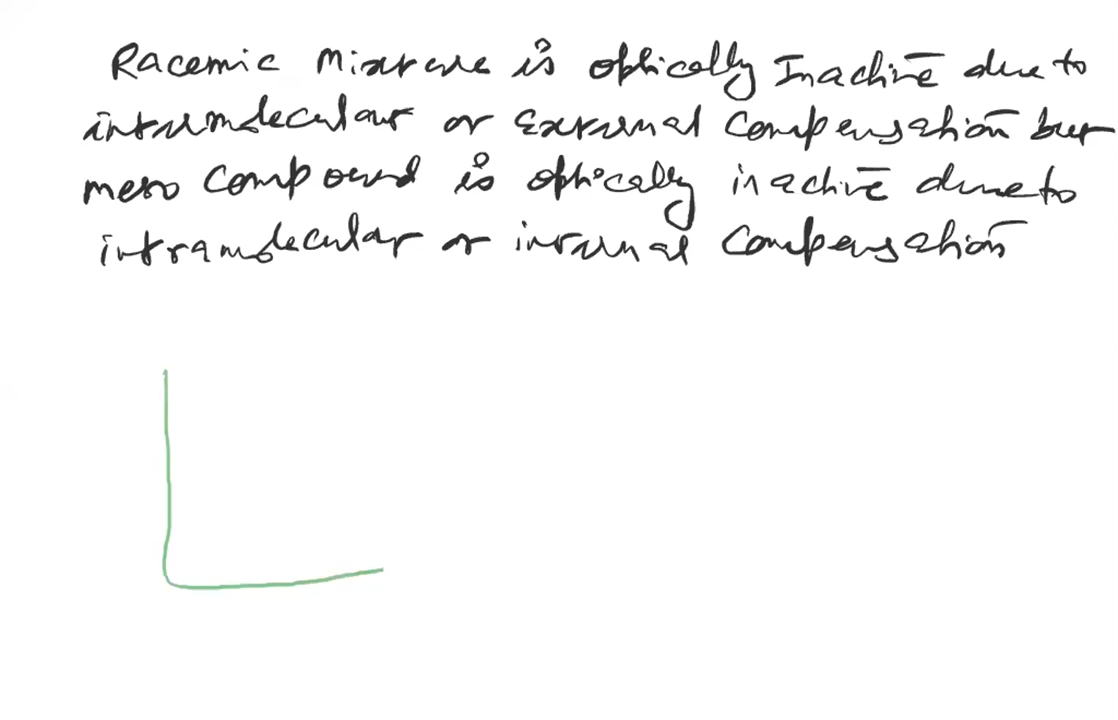 Racemic Mixture is optically Inactive due to
intermolecular or external compensation but
meso compound is optically inactive due to
intramolecular or internal compensation